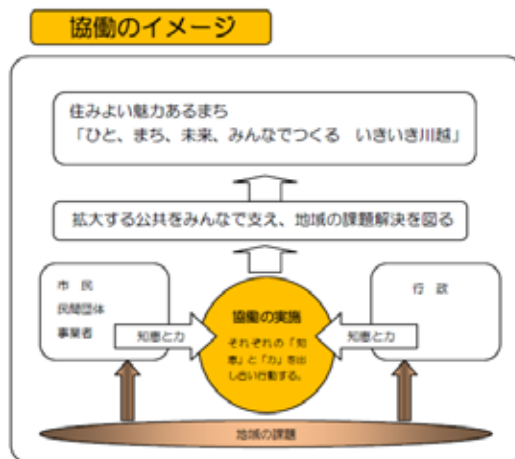 協働のイメージ
住みよい魅力あるまち
「ひと、まち、未来、みんなでつくる　いきいき川越」
拡大する公共をみんなで支え、地域の課題解決を図る
市　民
民間団体
事業者
知恵と力
協働の実施
それぞれの「知
恵」と「力」を出
し合い行動する。
行　政
知恵と力
地域の課題